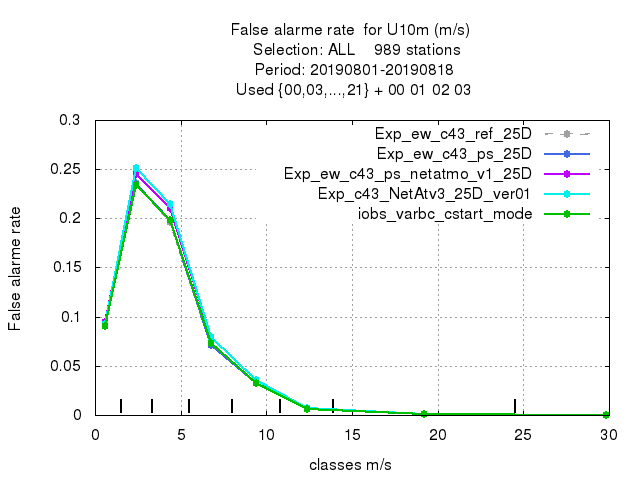 False alarme rate  for U10m (m/s)
Selection: ALL    989 stations
Period: 20190801-20190818
Used {00,03,...,21} + 00 01 02 03
0.3
0.25
0.2
0.15
0.1
0.05
0
False alarme rate
Exp_ew_c43_ref_25D
Exp_ew_c43_ps_25D
Exp_ew_c43_ps_netatmo_v1_25D
Exp_c43_NetAtv3_25D_ver01
iobs_varbc_cstart_mode
0 5 10 15 20 25 30
classes m/s